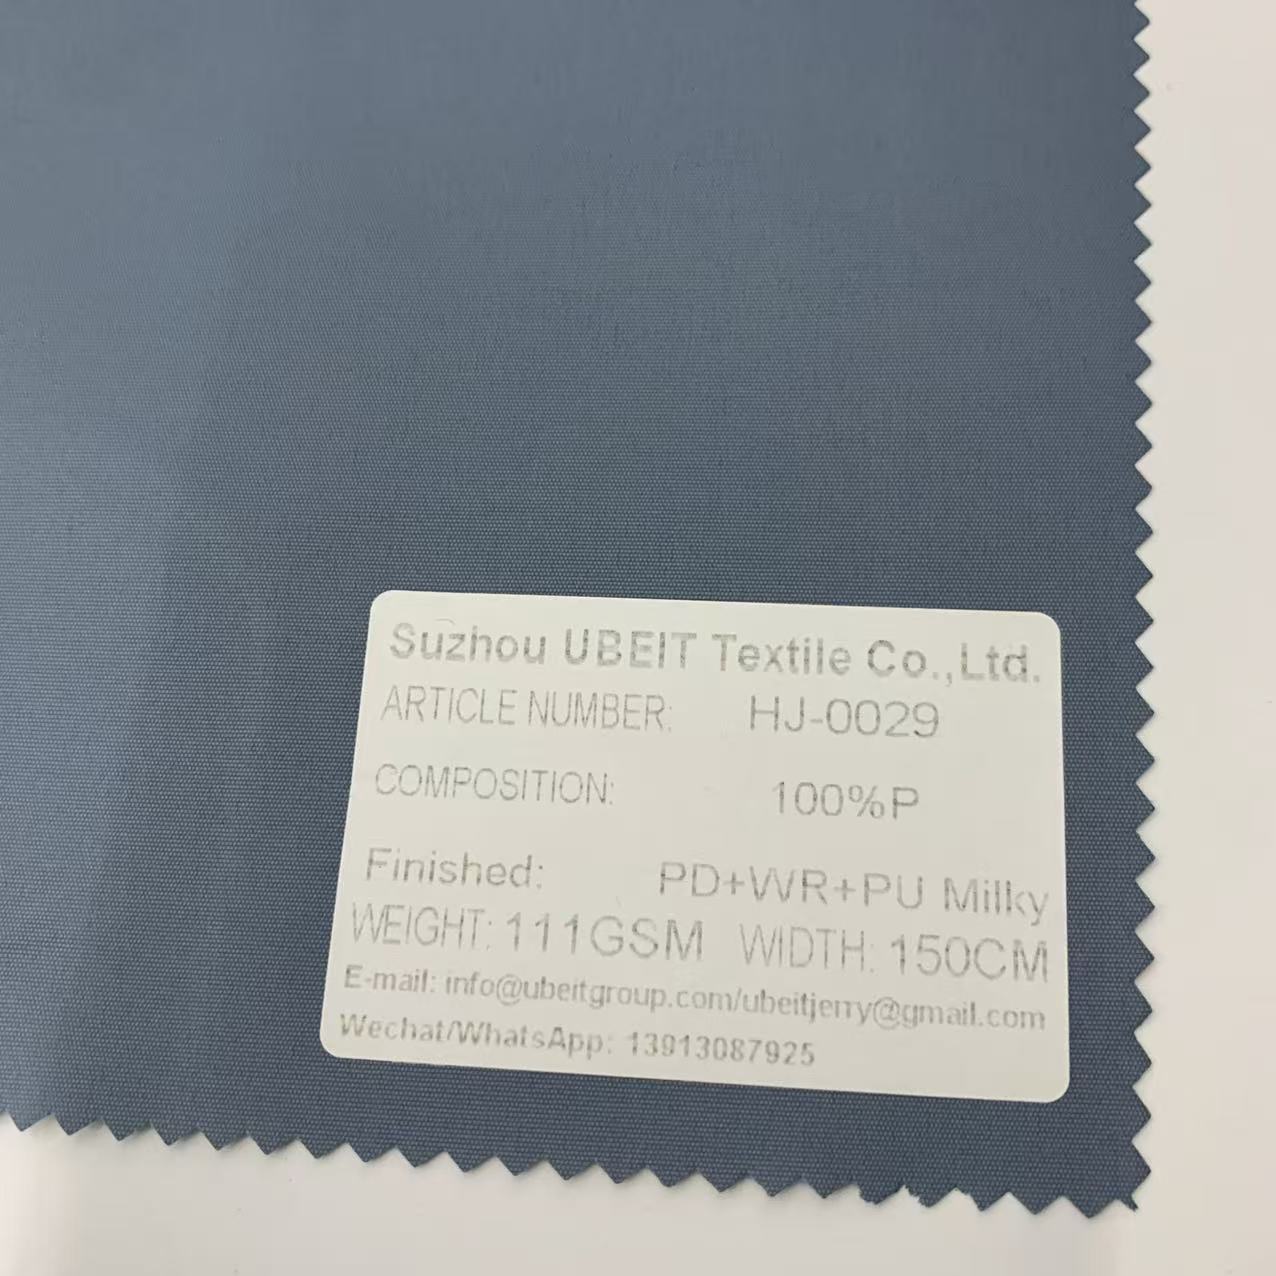 Suzhou UBEIT Textile Co.,Ltd.
ARTICLE NUMBER: HJ-0029
COMPOSITION: 100%P
Finished: PD+WR+PU Milky
WEIGHT: 111GSM WIDTH: 150CM
E-mail: info@ubeitgroup.com/ubeitjerry@gmail.com
Wechat/WhatsApp: 13913087925